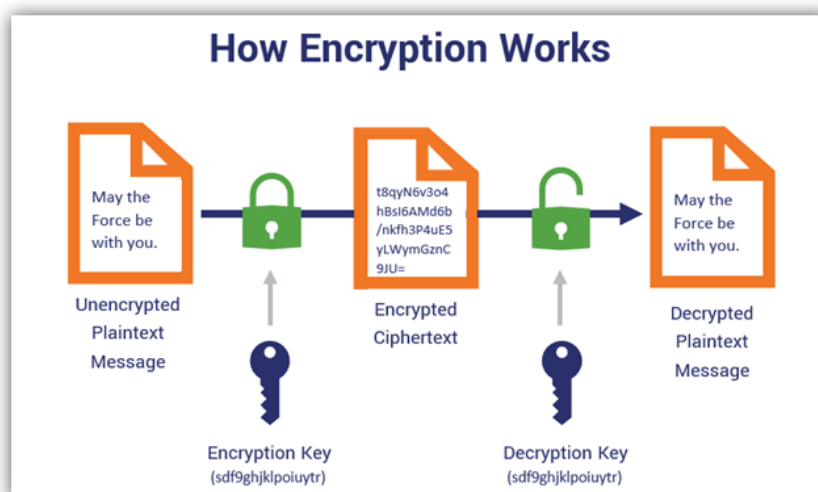 How Encryption Works
May the
Force be
with you.
t8qyN6v3o4
hBsI6AMd6b
/nkfh3P4uE5
yLWymGznC
9JU=
May the
Force be
with you.
Unencrypted
Plaintext
Message
Encrypted
Ciphertext
Decrypted
Plaintext
Message
Encryption Key
(sdf9ghjklpoiuytr)
Decryption Key
(sdf9ghjklpoiuytr)